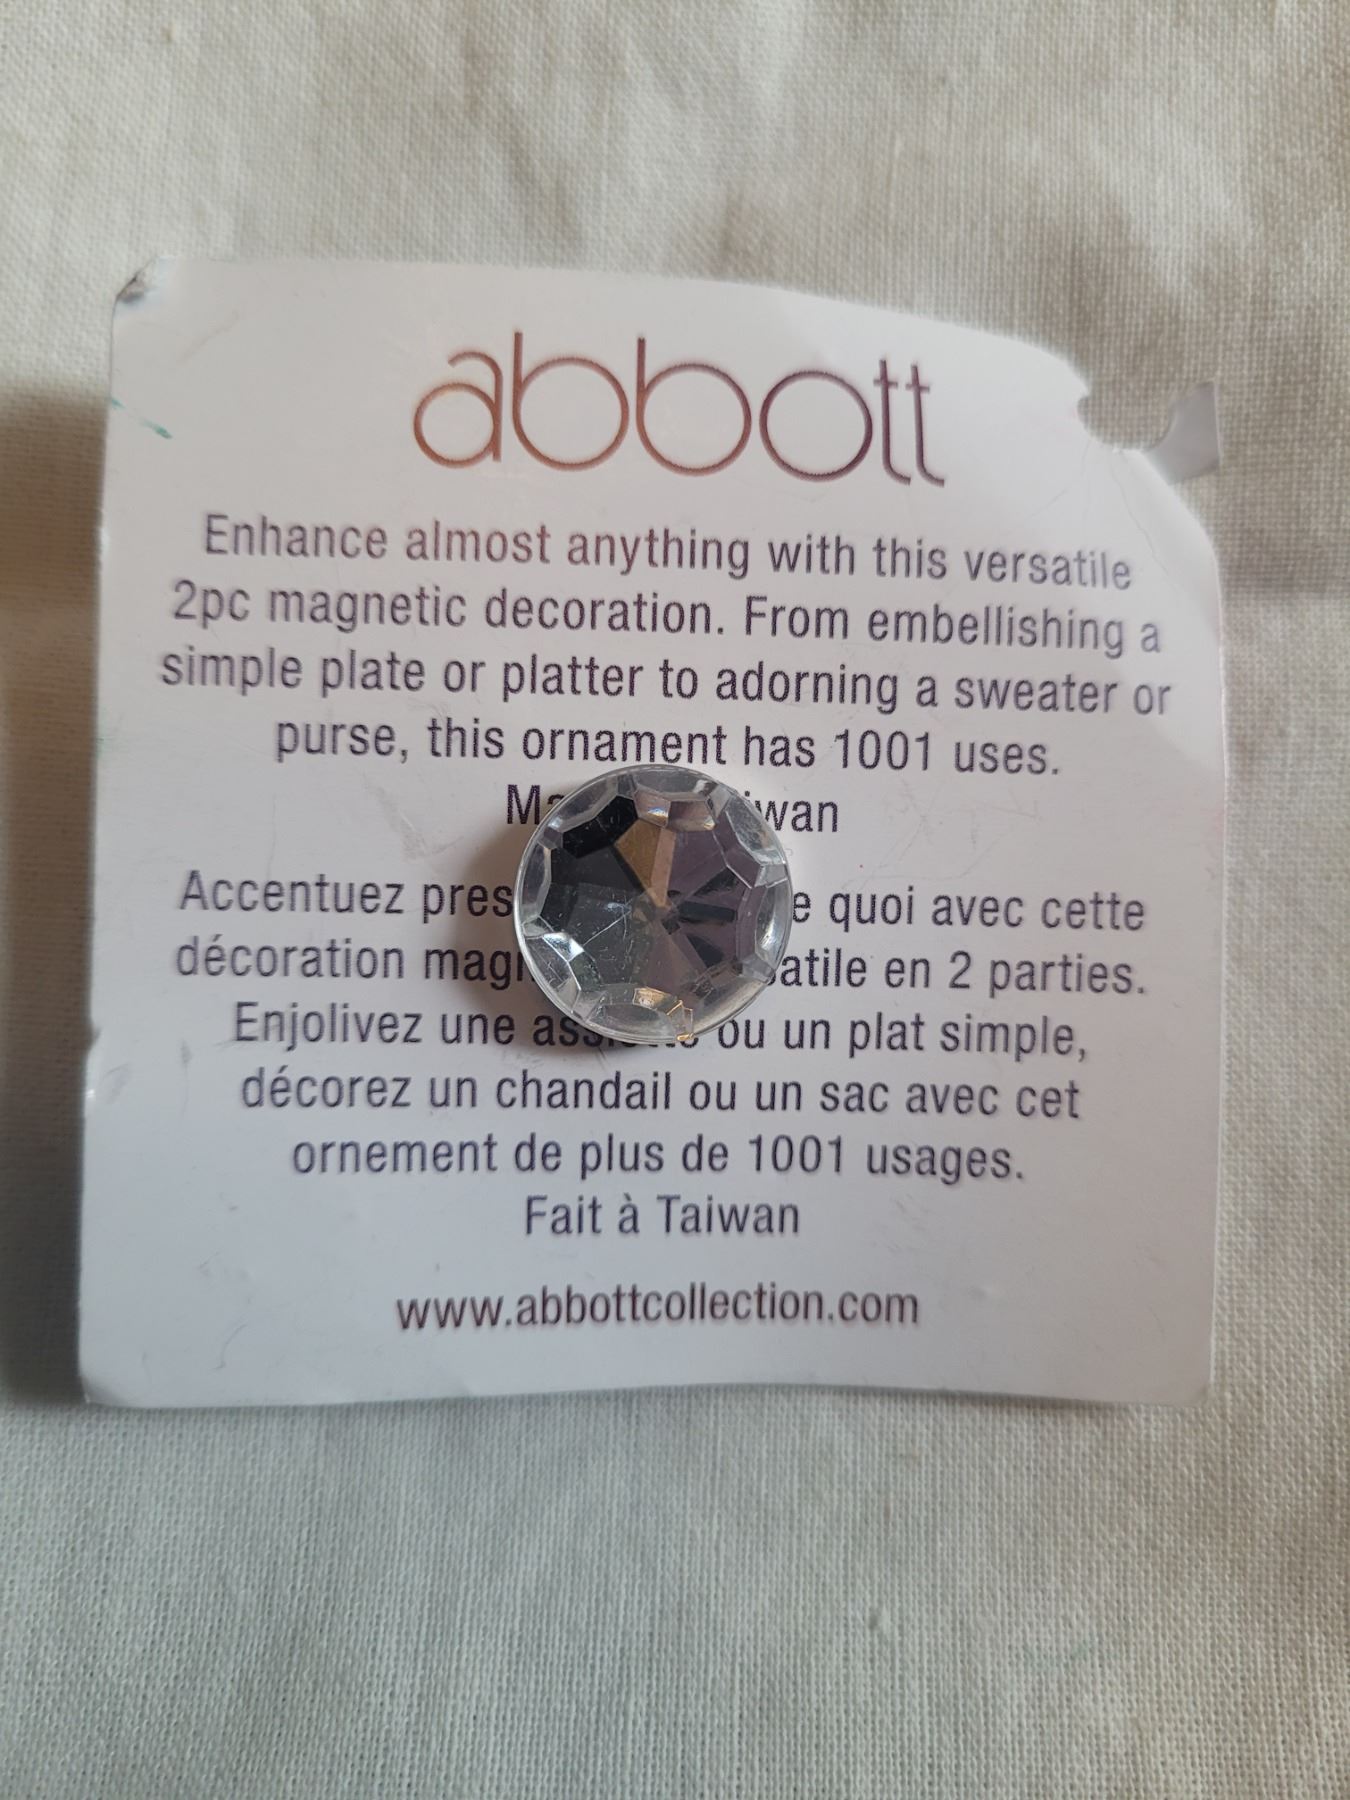 abbott
Enhance almost anything with this versatile
2pc magnetic decoration. From embellishing a
simple plate or platter to adorning a sweater or
purse, this ornament has 1001 uses.
Accentuez avec cette
décoration en 2 parties.
Enjolivez une ou un plat simple,
décorez un chandail ou un sac avec cet
ornement de plus de 1001 usages.
Fait à Taiwan
www.abbottcollection.com